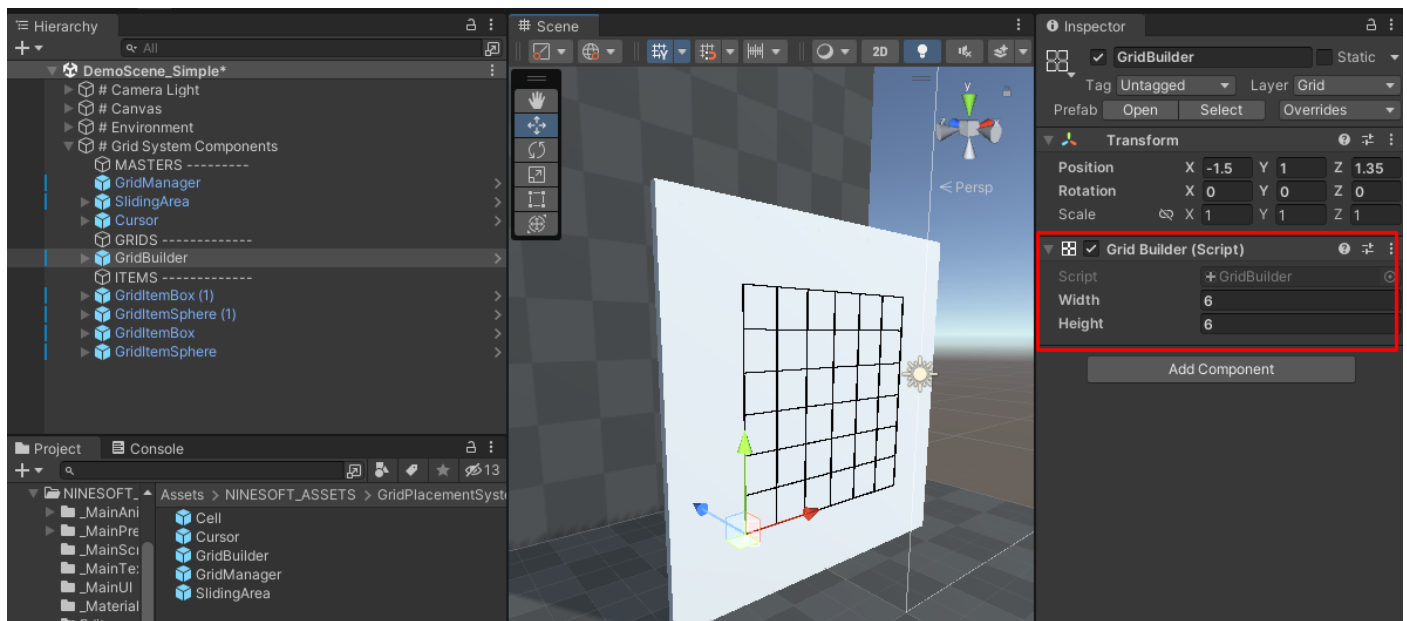 Hierarchy
All
DemoScene_Simple*
# Camera Light
# Canvas
# Environment
# Grid System Components
MASTERS ---------
GridManager
SlidingArea
Cursor
GRIDS -------------
GridBuilder
ITEMS -------------
GridItemBox (1)
GridItemSphere (1)
GridItemBox
GridItemSphere
Project
Console
13
NINESOFT_
_MainAni
_MainPre
_MainScr
_MainTe
_MainUI
_Material
Assets > NINESOFT_ASSETS > GridPlacementSyste
Cell
Cursor
GridBuilder
GridManager
SlidingArea
# Scene
2D
y
x
< Persp
Inspector
GridBuilder
Static
Tag Untagged
Layer Grid
Prefab Open Select Overrides
Transform
Position X -1.5 Y 1 Z 1.35
Rotation X 0 Y 0 Z 0
Scale X 1 Y 1 Z 1
Grid Builder (Script)
Script GridBuilder
Width 6
Height 6
Add Component